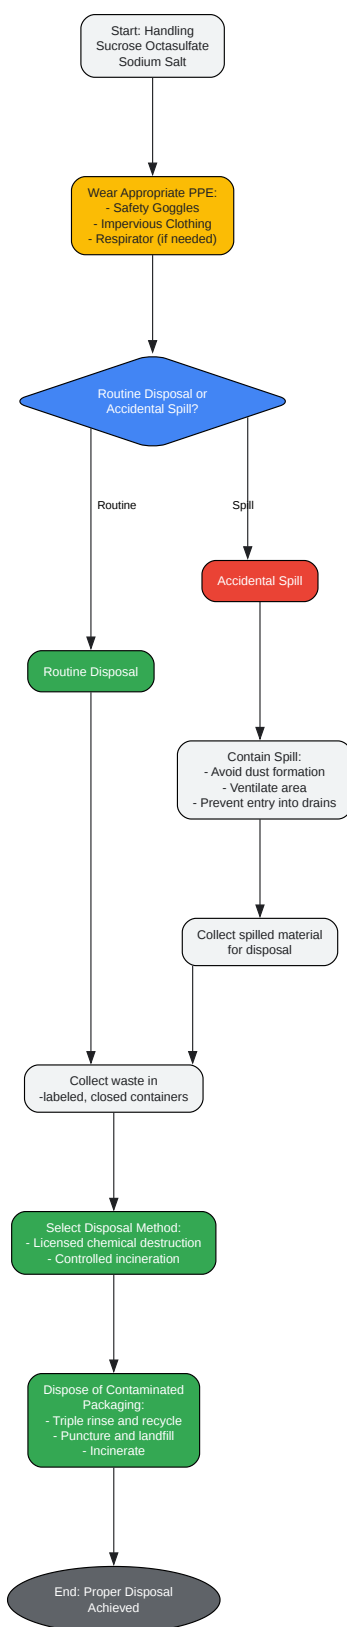 Start: Handling
Sucrose Octasulfate
Sodium Salt
Wear Appropriate PPE:
- Safety Goggles
- Impervious Clothing
- Respirator (if needed)
Routine Disposal or
Accidental Spill?
Routine
Spill
Accidental Spill
Routine Disposal
Contain Spill:
- Avoid dust formation
- Ventilate area
- Prevent entry into drains
Collect spilled material
for disposal
Collect waste in
-labeled, closed containers
Select Disposal Method:
- Licensed chemical destruction
- Controlled incineration
Dispose of Contaminated
Packaging:
- Triple rinse and recycle
- Puncture and landfill
- Incinerate
End: Proper Disposal
Achieved